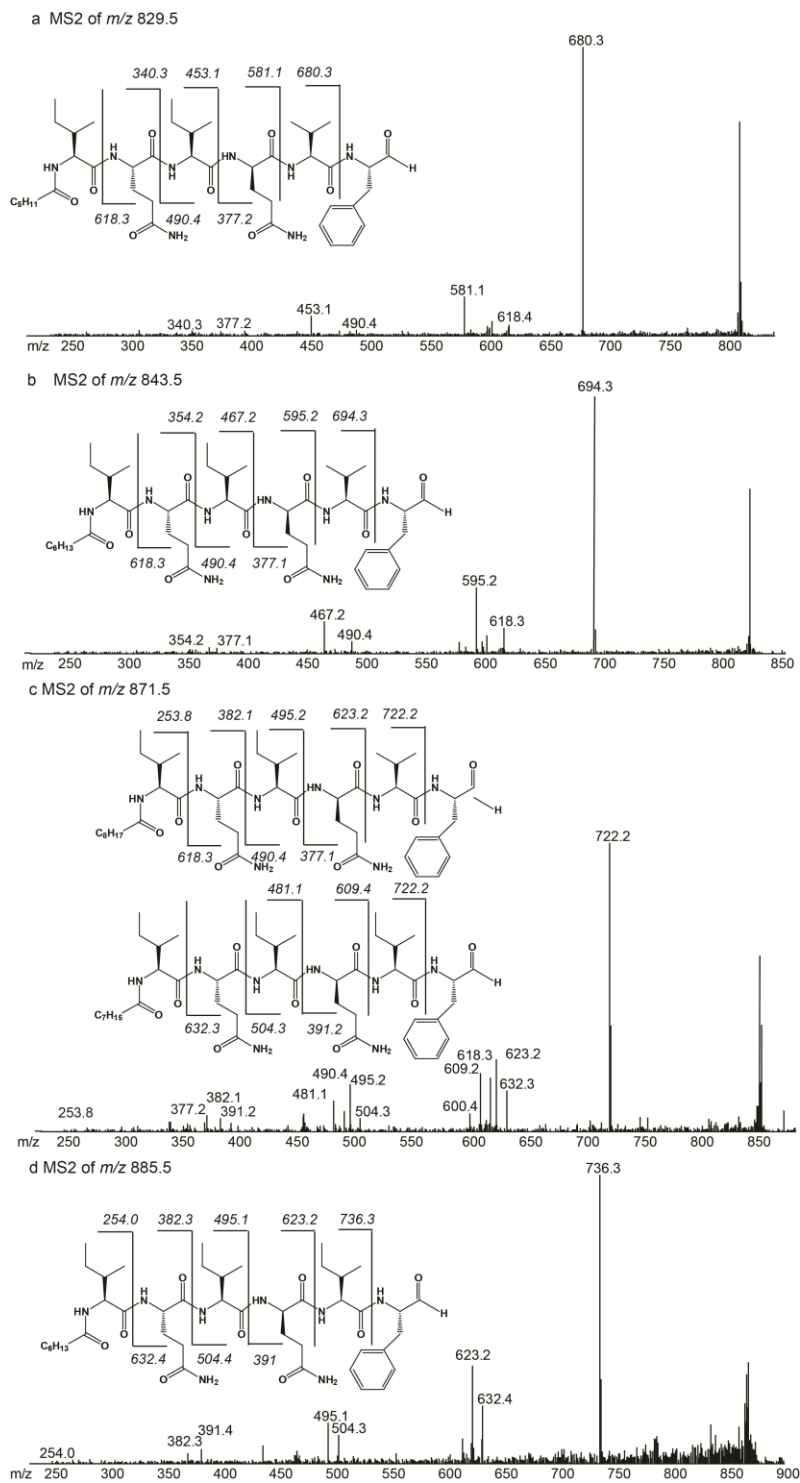 a MS2 of m/z 829.5
680.3
340.3 453.1 581.1 680.3
O O O
H H H
N N N
HN N N H
H H
O O O
C₅H₁₁ O
618.3 490.4 377.2
O NH₂ O NH₂
581.1
453.1
618.4
340.3 377.2 490.4
m/z 250 300 350 400 450 500 550 600 650 700 750 800
b MS2 of m/z 843.5
694.3
354.2 467.2 595.2 694.3
O O O
H H H
N N N
HN N N H
H H
O O O
C₆H₁₃ O
618.3 490.4 377.1
O NH₂ O NH₂
595.2
467.2
618.3
490.4
354.2 377.1
m/z 250 300 350 400 450 500 550 600 650 700 750 800 850
c MS2 of m/z 871.5
253.8 382.1 495.2 623.2 722.2
O O O
H H H
N N N
HN N N H
H H
O O O
C₈H₁₇ O
618.3 490.4 377.1
O NH₂ O NH₂
722.2
481.1 609.4 722.2
O O O
H H H
N N N
HN N N H
H H
O O O
C₇H₁₅ O
632.3 504.3 391.2
O NH₂ O NH₂
618.3 623.2
609.2
490.4
495.2
632.3
382.1
481.1
377.2
391.2
504.3
600.4
253.8
m/z 250 300 350 400 450 500 550 600 650 700 750 800 850
d MS2 of m/z 885.5
736.3
254.0 382.3 495.1 623.2 736.3
O O O
H H H
N N N
HN N N H
H H
O O O
C₆H₁₃ O
632.4 504.4 391
O NH₂ O NH₂
623.2
632.4
495.1
504.3
391.4
382.3
254.0
m/z 250 300 350 400 450 500 550 600 650 700 750 800 850 900